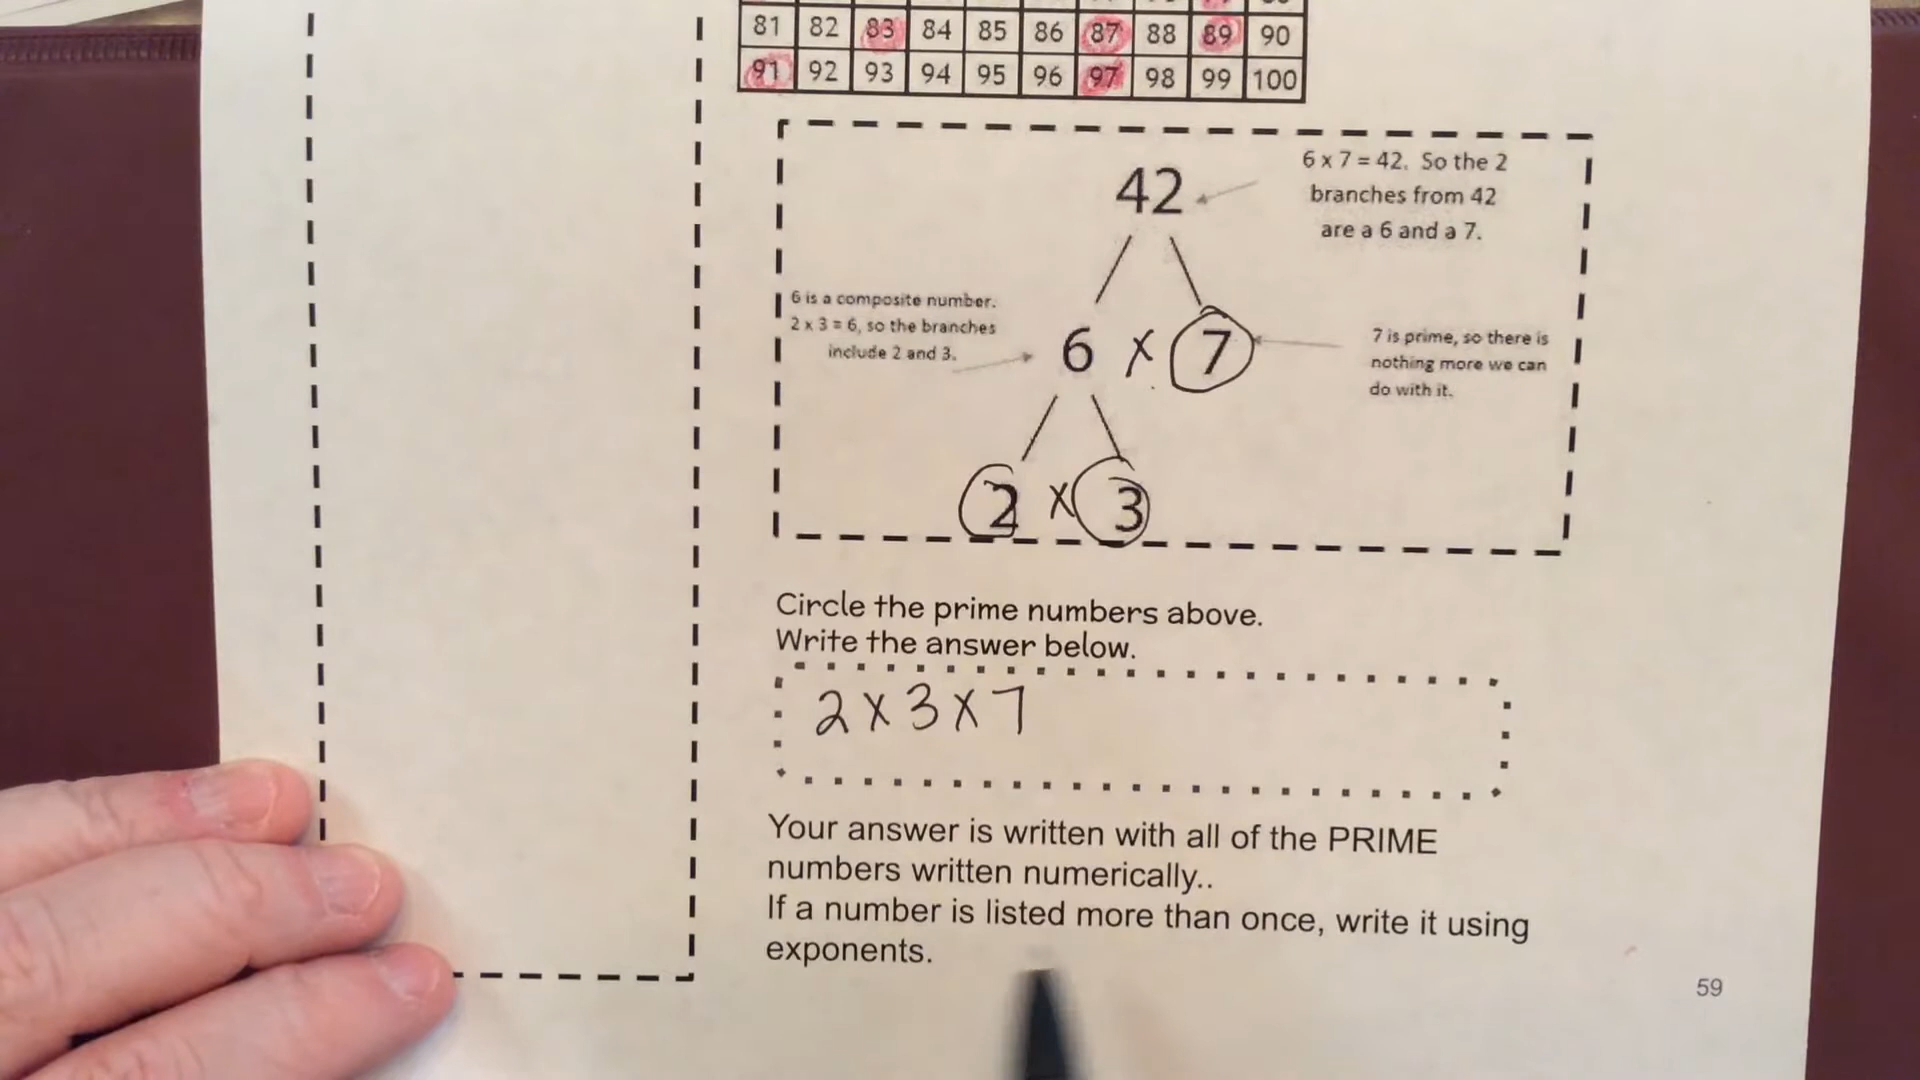 81 82 83 84 85 86 87 88 89 90
91 92 93 94 95 96 97 98 99 100
42
6 x 7 = 42. So the 2
branches from 42
are a 6 and a 7.
6 is a composite number.
2 x 3 = 6, so the branches
include 2 and 3.
6 x 7
7 is prime, so there is
nothing more we can
do with it.
2 x 3
Circle the prime numbers above.
Write the answer below.
2 x 3 x 7
Your answer is written with all of the PRIME
numbers written numerically..
If a number is listed more than once, write it using
exponents.
59